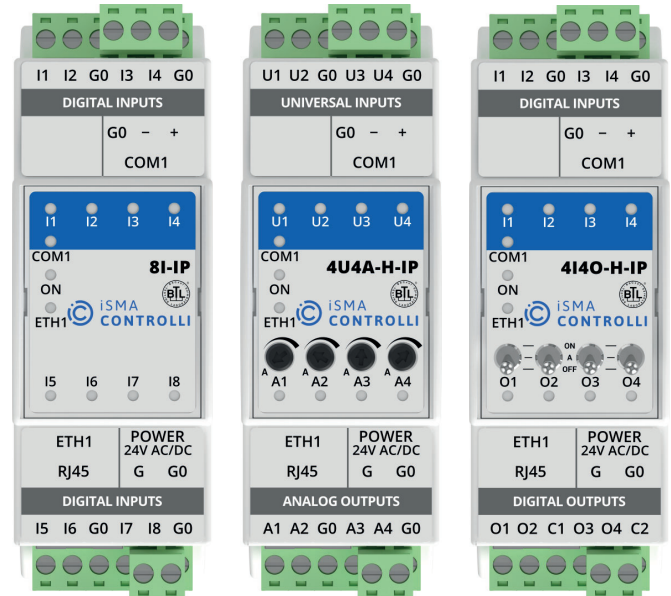 I1 I2 G0 I3 I4 G0
DIGITAL INPUTS
G0 - +
COM1
I1 I2 I3 I4
COM1
8I-IP
ON
BTL
ETH1
iSMA
CONTROLLI
I5 I6 I7 I8
ETH1
POWER
24V AC/DC
RJ45
G G0
DIGITAL INPUTS
I5 I6 G0 I7 I8 G0
U1 U2 G0 U3 U4 G0
UNIVERSAL INPUTS
G0 - +
COM1
U1 U2 U3 U4
COM1
4U4A-H-IP
ON
BTL
ETH1
iSMA
CONTROLLI
A A A A
A1 A2 A3 A4
ETH1
POWER
24V AC/DC
RJ45
G G0
ANALOG OUTPUTS
A1 A2 G0 A3 A4 G0
I1 I2 G0 I3 I4 G0
DIGITAL INPUTS
G0 - +
COM1
I1 I2 I3 I4
COM1
4I4O-H-IP
ON
BTL
ETH1
iSMA
CONTROLLI
ON
A
OFF
O1 O2 O3 O4
ETH1
POWER
24V AC/DC
RJ45
G G0
DIGITAL OUTPUTS
O1 O2 C1 O3 O4 C2